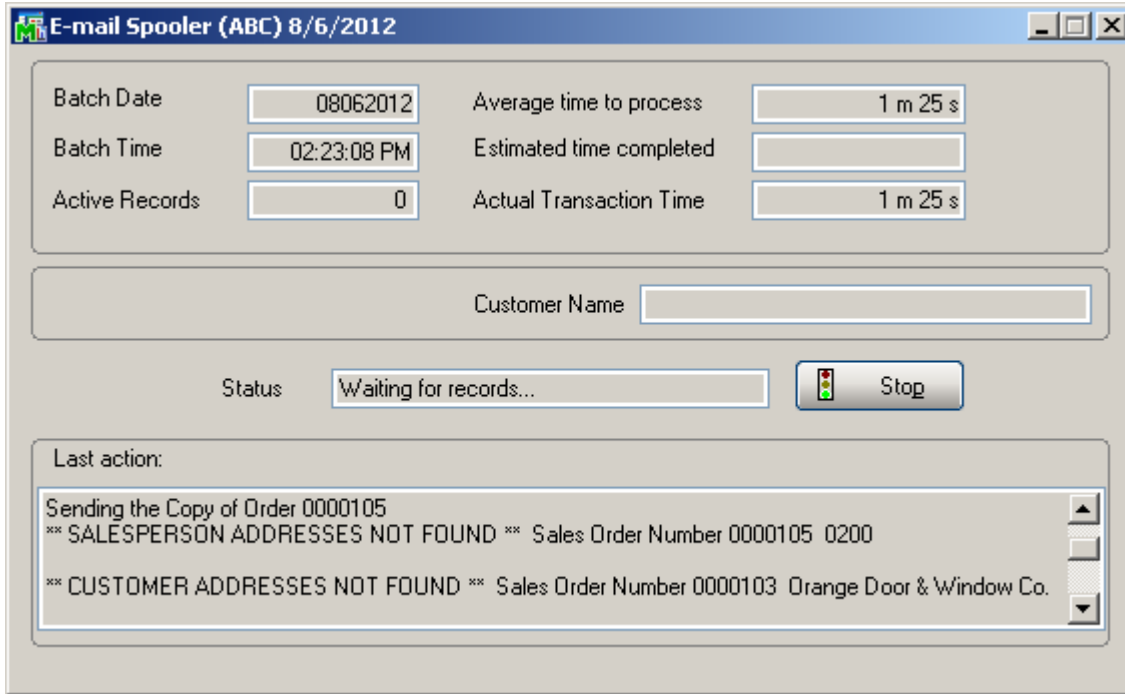 E-mail Spooler (ABC) 8/6/2012
Batch Date 08062012 Average time to process 1 m 25 s
Batch Time 02:23:08 PM Estimated time completed
Active Records 0 Actual Transaction Time 1 m 25 s
Customer Name
Status Waiting for records... Stop
Last action:
Sending the Copy of Order 0000105
** SALESPERSON ADDRESSES NOT FOUND ** Sales Order Number 0000105 0200
** CUSTOMER ADDRESSES NOT FOUND ** Sales Order Number 0000103 Orange Door & Window Co.